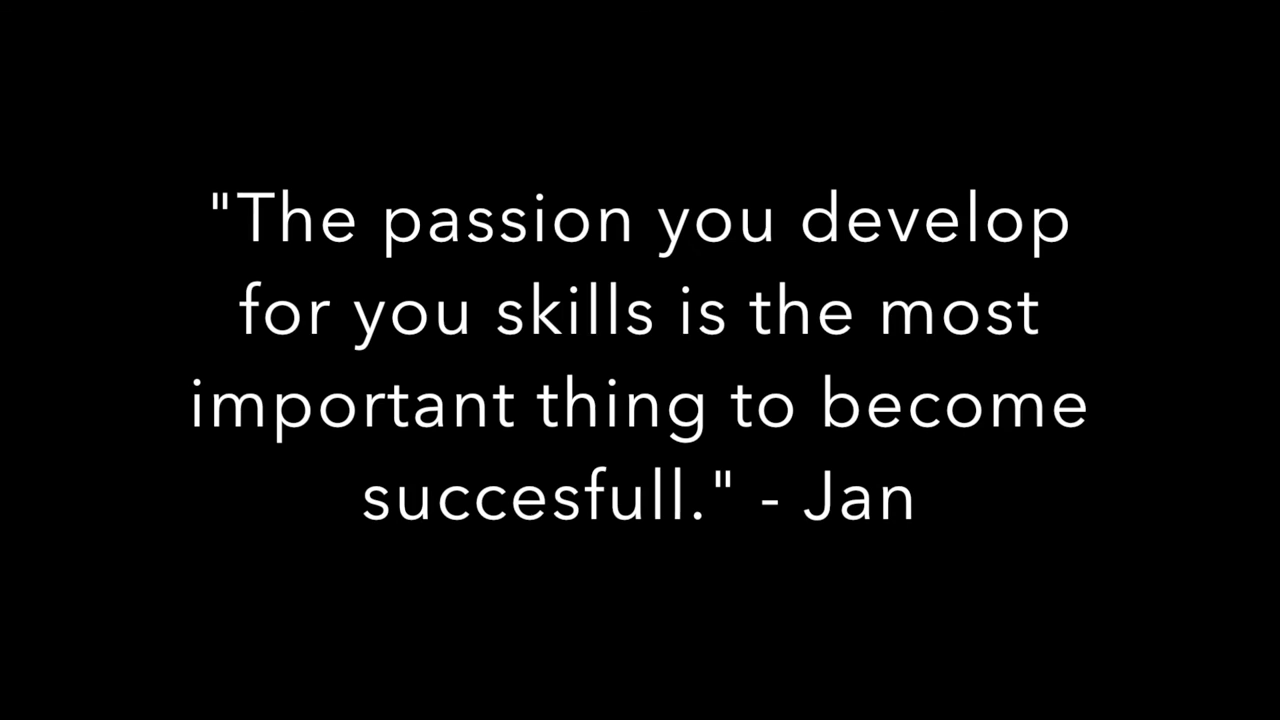 "The passion you develop
for you skills is the most
important thing to become
succesfull." - Jan